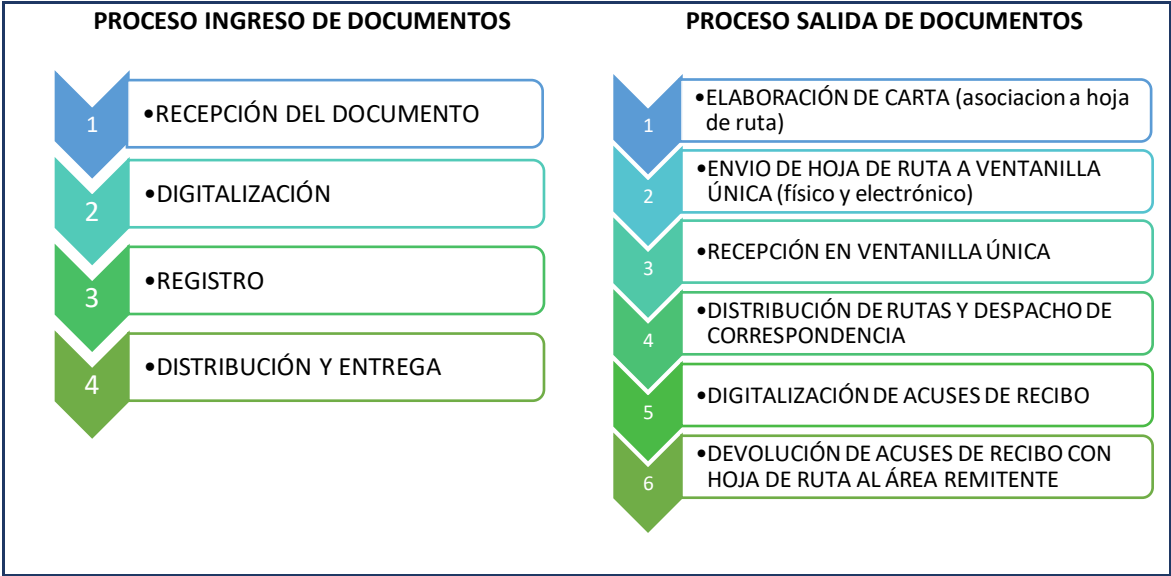 PROCESO INGRESO DE DOCUMENTOS
1
•RECEPCIÓN DEL DOCUMENTO
2
•DIGITALIZACIÓN
3
•REGISTRO
4
•DISTRIBUCIÓN Y ENTREGA
PROCESO SALIDA DE DOCUMENTOS
1
•ELABORACIÓN DE CARTA (asociacion a hoja
de ruta)
2
•ENVIO DE HOJA DE RUTA A VENTANILLA
ÚNICA (físico y electrónico)
3
•RECEPCIÓN EN VENTANILLA ÚNICA
4
•DISTRIBUCIÓN DE RUTAS Y DESPACHO DE
CORRESPONDENCIA
5
•DIGITALIZACIÓN DE ACUSES DE RECIBO
6
•DEVOLUCIÓN DE ACUSES DE RECIBO CON
HOJA DE RUTA AL ÁREA REMITENTE